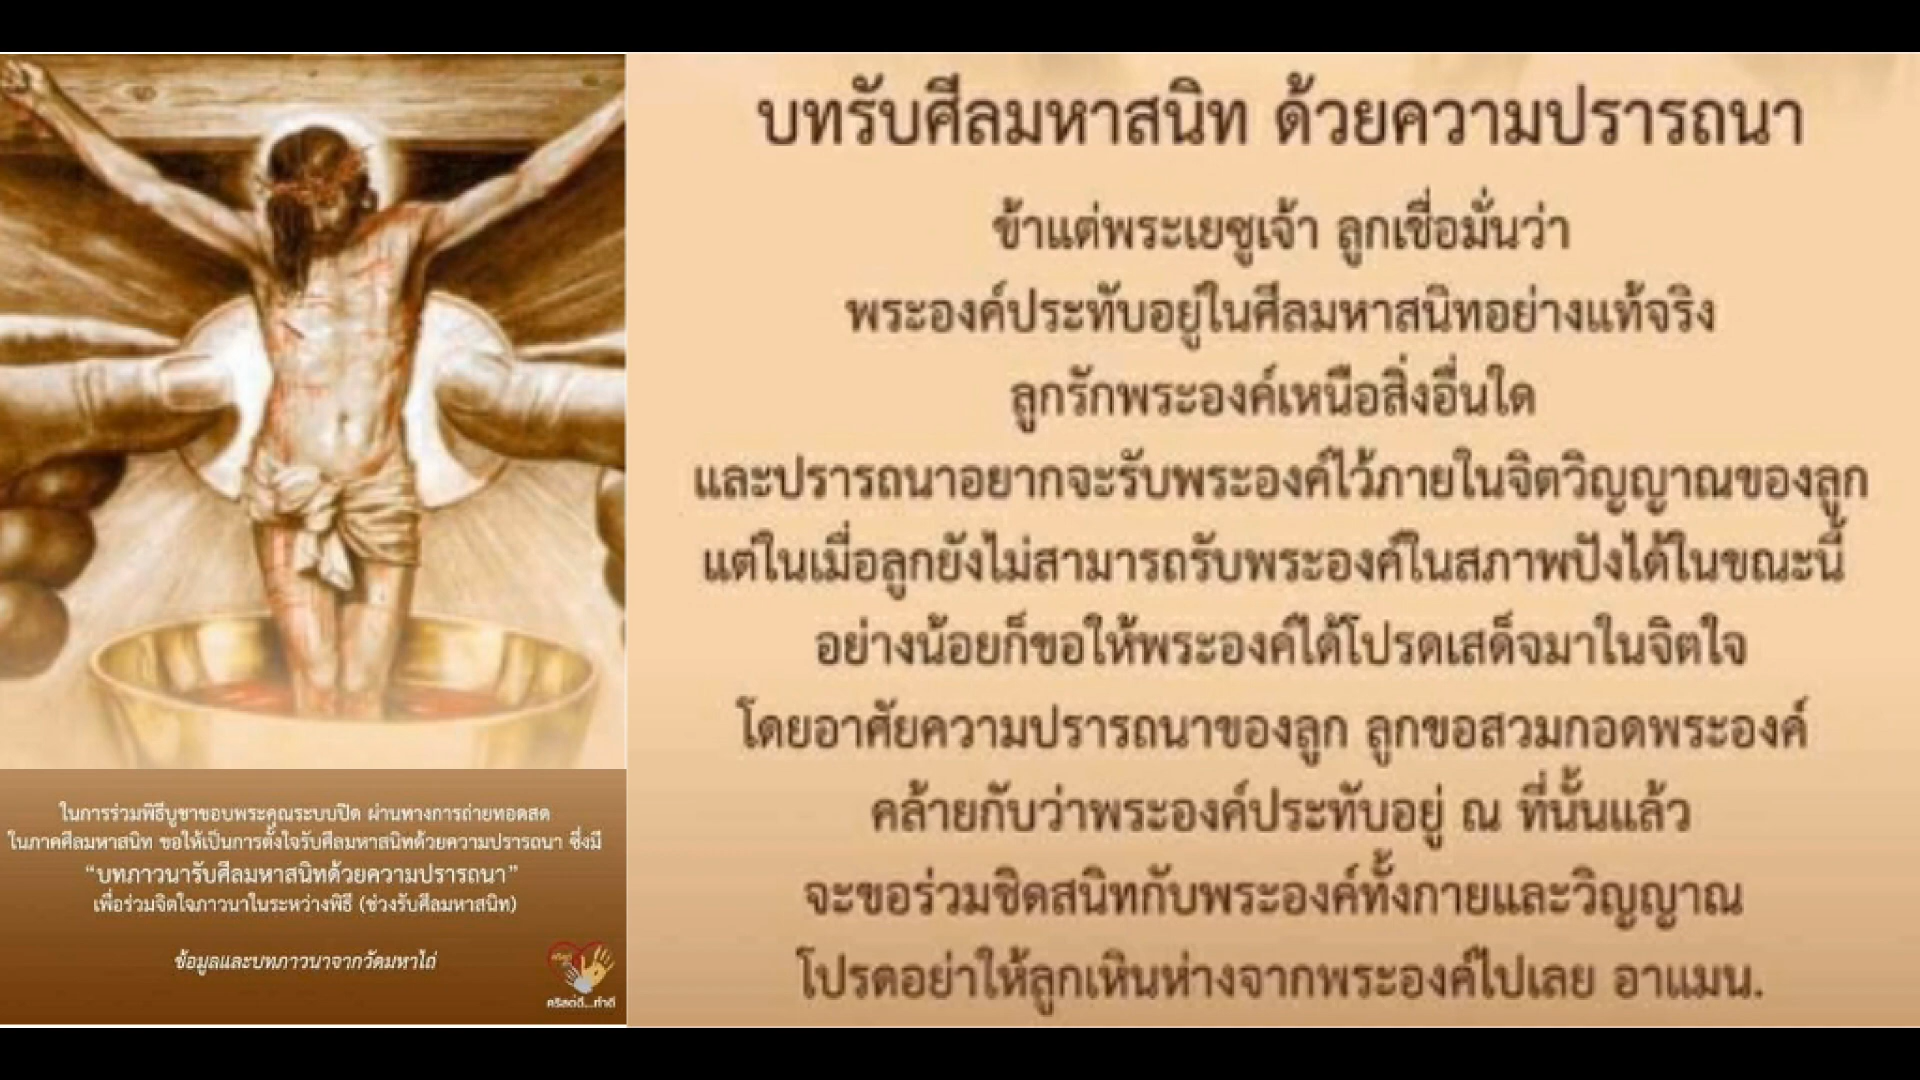 บทรับศีลมหาสนิท ด้วยความปรารถนา
ข้าแต่พระเยซูเจ้า ลูกเชื่อมั่นว่า
พระองค์ประทับอยู่ในศีลมหาสนิทอย่างแท้จริง
ลูกรักพระองค์เหนือสิ่งอื่นใด
และปรารถนาอยากจะรับพระองค์ไว้ภายในจิตวิญญาณของลูก
แต่ในเมื่อลูกยังไม่สามารถรับพระองค์ในสภาพปังได้ในขณะนี้
อย่างน้อยก็ขอให้พระองค์ได้โปรดเสด็จมาในจิตใจ
โดยอาศัยความปรารถนาของลูก ลูกขอสวมกอดพระองค์
คล้ายกับว่าพระองค์ประทับอยู่ ณ ที่นั้นแล้ว
จะขอร่วมชิดสนิทกับพระองค์ทั้งกายและวิญญาณ
โปรดอย่าให้ลูกเหินห่างจากพระองค์ไปเลย อาแมน.
ในการร่วมพิธีบูชาขอบพระคุณระบบปิด ผ่านทางการถ่ายทอดสด
ในภาคศีลมหาสนิท ขอให้เป็นการตั้งใจรับศีลมหาสนิทด้วยความปรารถนา ซึ่งมี
“บทภาวนารับศีลมหาสนิทด้วยความปรารถนา”
เพื่อร่วมจิตใจภาวนาในระหว่างพิธี (ช่วงรับศีลมหาสนิท)
ข้อมูลและบทภาวนาจากวัดมหาไถ่
คริสต์ดี...ทำดี